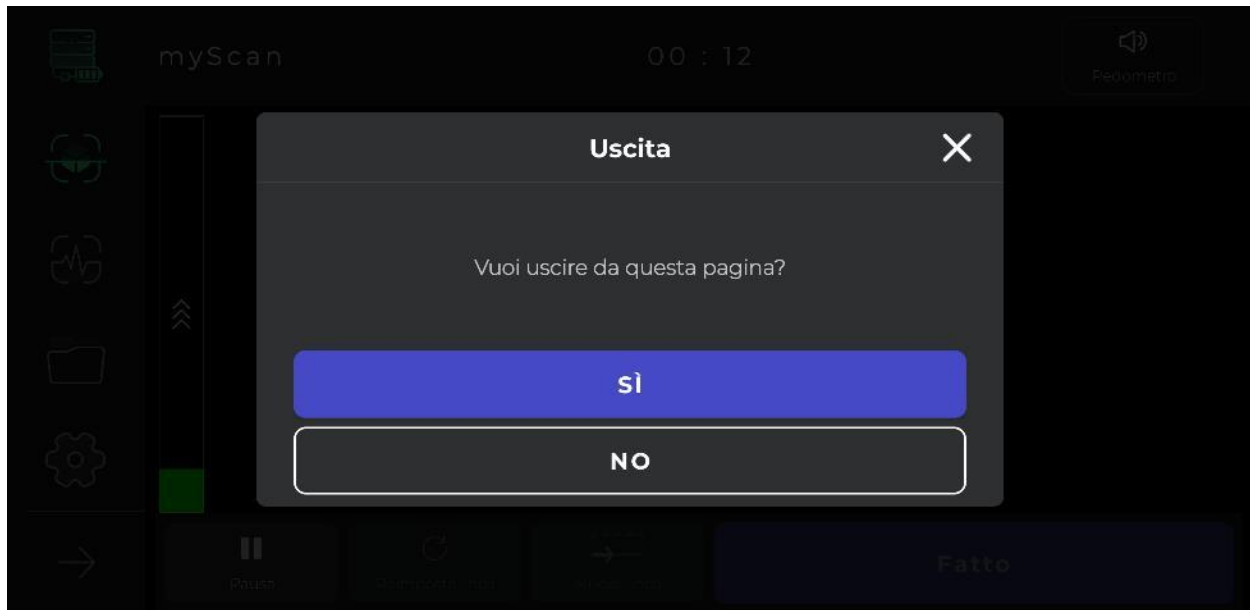 myScan
00 : 12
Pedometro
Uscita
Vuoi uscire da questa pagina?
SÌ
NO
Pausa
Fatto